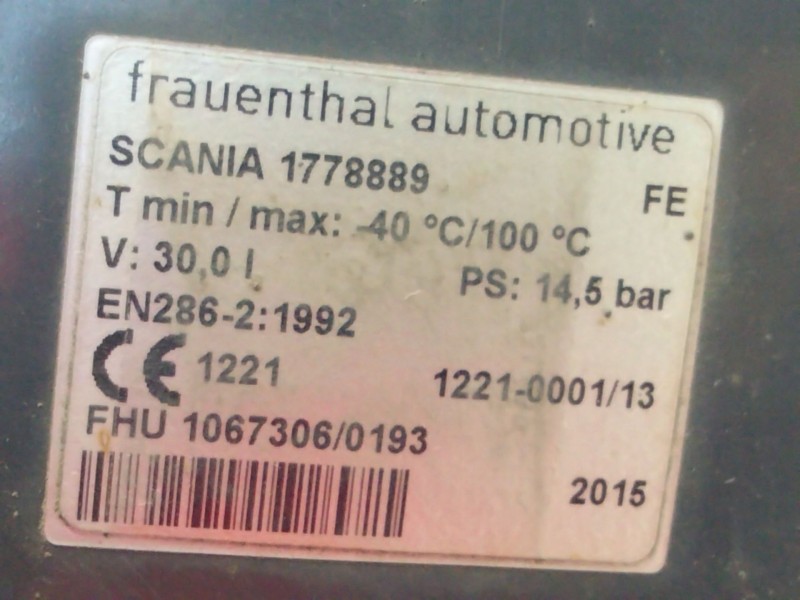 frauenthal automotive
SCANIA 1778889
FE
T min / max: -40 °C/100 °C
V: 30,0 l PS: 14,5 bar
EN286-2:1992
CE 1221 1221-0001/13
FHU 1067306/0193
2015